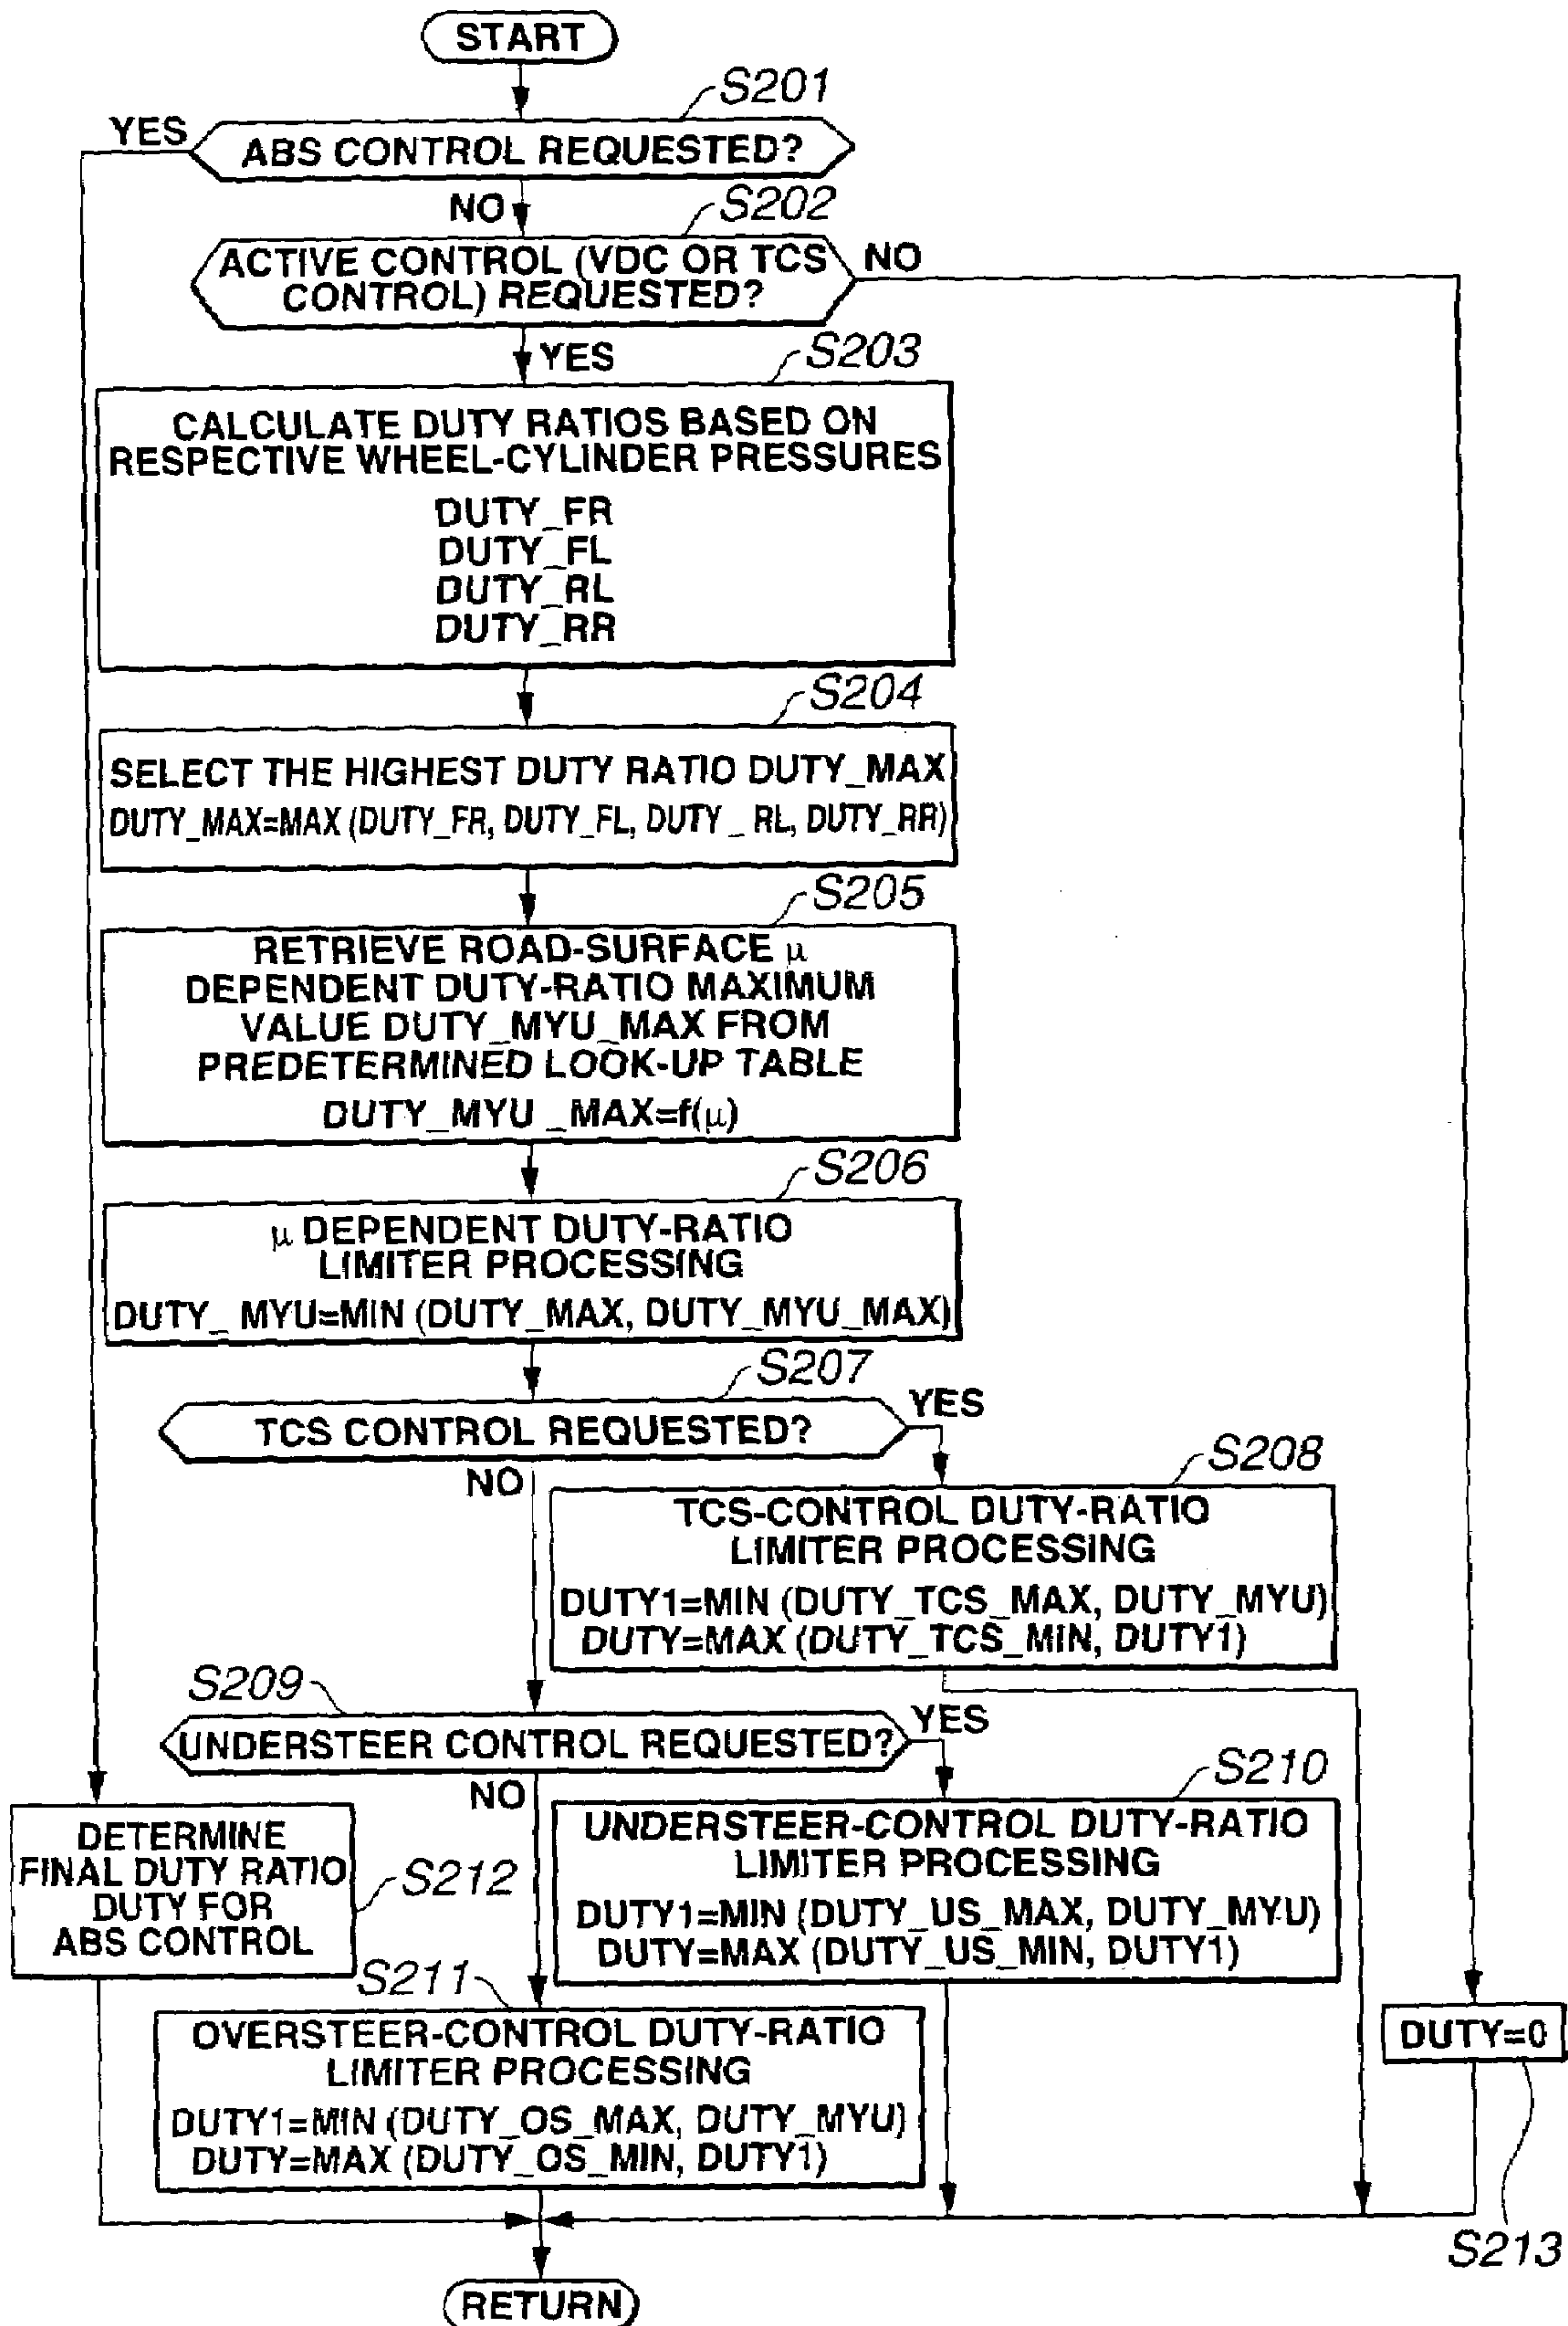 START
S201
YES
ABS CONTROL REQUESTED?
NO
S202
ACTIVE CONTROL (VDC OR TCS
CONTROL) REQUESTED?
NO
YES
S203
CALCULATE DUTY RATIOS BASED ON
RESPECTIVE WHEEL-CYLINDER PRESSURES
DUTY_FR
DUTY_FL
DUTY_RL
DUTY_RR
S204
SELECT THE HIGHEST DUTY RATIO DUTY_MAX
DUTY_MAX=MAX (DUTY_FR, DUTY_FL, DUTY_RL, DUTY_RR)
S205
RETRIEVE ROAD-SURFACE μ
DEPENDENT DUTY-RATIO MAXIMUM
VALUE DUTY_MYU_MAX FROM
PREDETERMINED LOOK-UP TABLE
DUTY_MYU_MAX=f(μ)
S206
μ DEPENDENT DUTY-RATIO
LIMITER PROCESSING
DUTY_MYU=MIN (DUTY_MAX, DUTY_MYU_MAX)
S207
TCS CONTROL REQUESTED?
YES
NO
S208
TCS-CONTROL DUTY-RATIO
LIMITER PROCESSING
DUTY1=MIN (DUTY_TCS_MAX, DUTY_MYU)
DUTY=MAX (DUTY_TCS_MIN, DUTY1)
S209
UNDERSTEER CONTROL REQUESTED?
YES
NO
S210
UNDERSTEER-CONTROL DUTY-RATIO
LIMITER PROCESSING
DUTY1=MIN (DUTY_US_MAX, DUTY_MYU)
DUTY=MAX (DUTY_US_MIN, DUTY1)
DETERMINE
FINAL DUTY RATIO
DUTY FOR
ABS CONTROL
S212
S211
OVERSTEER-CONTROL DUTY-RATIO
LIMITER PROCESSING
DUTY1=MIN (DUTY_OS_MAX, DUTY_MYU)
DUTY=MAX (DUTY_OS_MIN, DUTY1)
DUTY=0
S213
RETURN